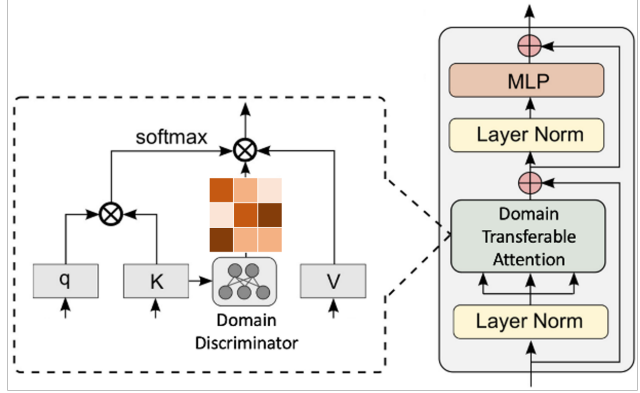 softmax
q
K
V
Domain
Discriminator
MLP
Layer Norm
Domain
Transferable
Attention
Layer Norm